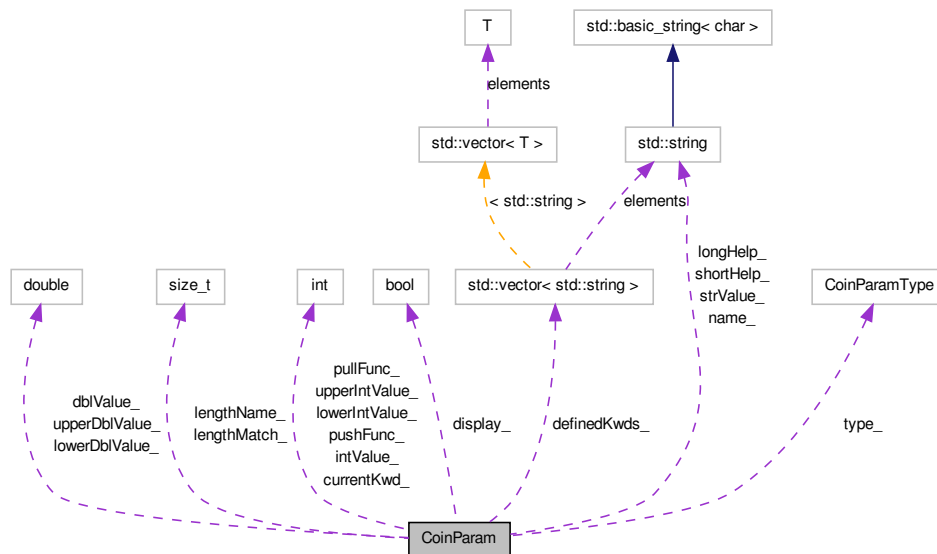 T
std::basic_string< char >
elements
std::vector< T >
std::string
< std::string >
elements
longHelp_
shortHelp_
strValue_
name_
double
size_t
int
bool
std::vector< std::string >
CoinParamType
dblValue_
upperDblValue_
lowerDblValue_
lengthName_
lengthMatch_
pullFunc_
upperIntValue_
lowerIntValue_
pushFunc_
intValue_
currentKwd_
display_
definedKwds_
type_
CoinParam